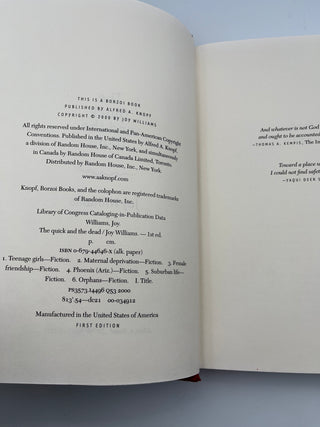 THIS IS A BORZOI BOOK
PUBLISHED BY ALFRED A. KNOPF
COPYRIGHT © 2000 BY JOY WILLIAMS
All rights reserved under International and Pan-American Copyright
Conventions. Published in the United States by Alfred A. Knopf,
a division of Random House, Inc., New York, and simultaneously
in Canada by Random House of Canada Limited, Toronto.
Distributed by Random House, Inc., New York.
www.aaknopf.com
Knopf, Borzoi Books, and the colophon are registered trademarks
of Random House, Inc.
Library of Congress Cataloging-in-Publication Data
Williams, Joy.
The quick and the dead / Joy Williams. — 1st ed.
p. cm.
ISBN 0-679-44646-X (alk. paper)
1. Teenage girls—Fiction. 2. Maternal deprivation—Fiction. 3. Female
friendship—Fiction. 4. Phoenix (Ariz.)—Fiction. 5. Suburban life—
Fiction. 6. Orphans—Fiction. I. Title.
PS3573.I4496 Q53 2000
813'.54—dc21 00-034912
Manufactured in the United States of America
FIRST EDITION
And whatever is not God
and ought to be accounted
—THOMAS A. KEMPIS, The Im
Toward a place u
I could not find safet
—YAQUI DEER S